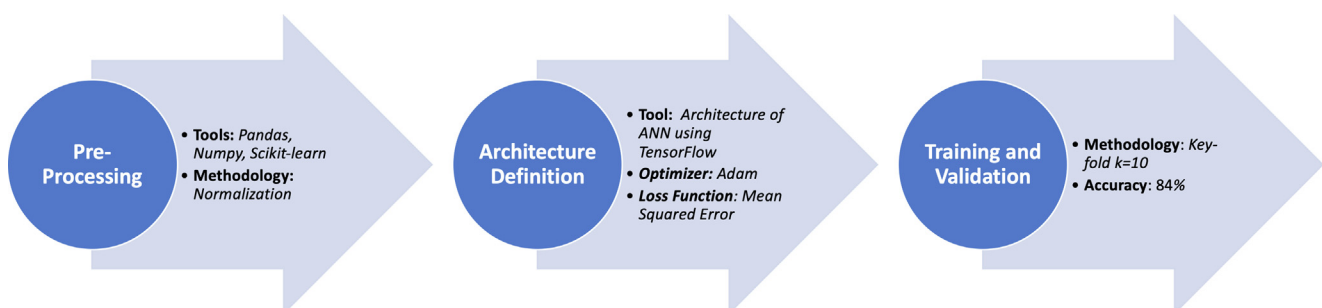 Pre-
Processing
• Tools: Pandas,
Numpy, Scikit-learn
• Methodology:
Normalization
Architecture
Definition
• Tool: Architecture of
ANN using
TensorFlow
• Optimizer: Adam
• Loss Function: Mean
Squared Error
Training and
Validation
• Methodology: Key-
fold k=10
• Accuracy: 84%